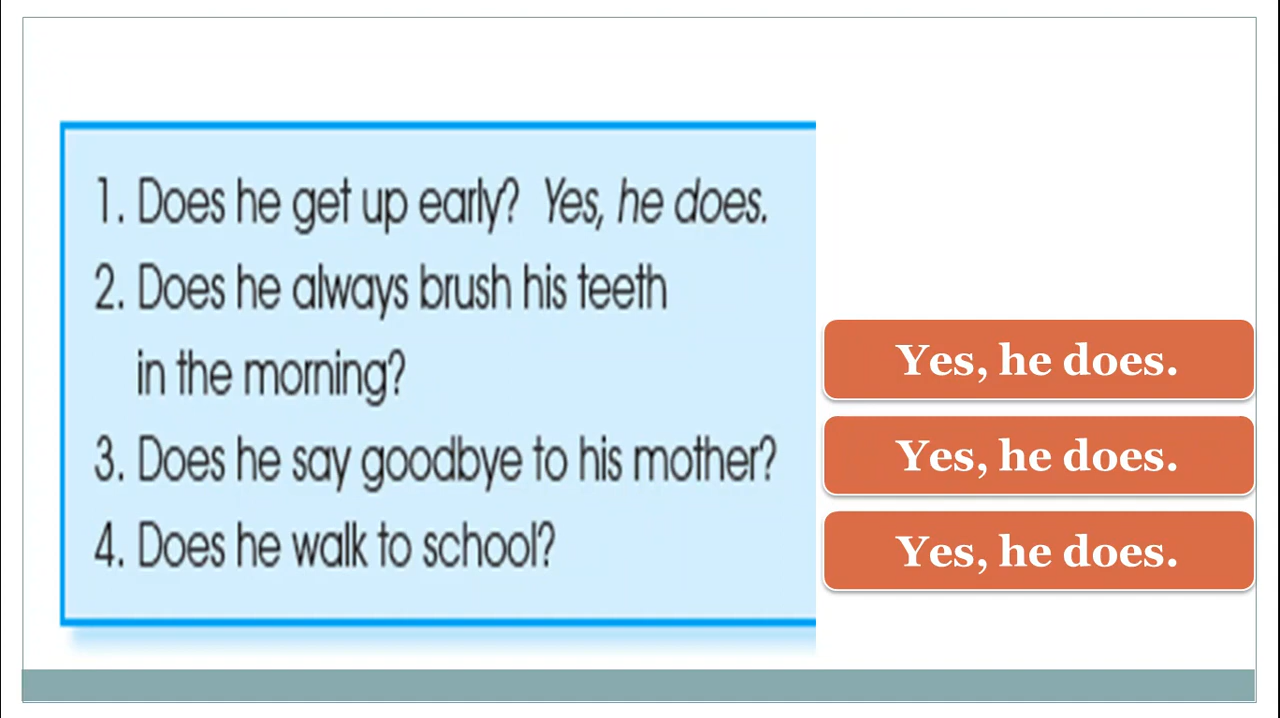 1. Does he get up early? Yes, he does.
2. Does he always brush his teeth
in the morning?
Yes, he does.
3. Does he say goodbye to his mother?
Yes, he does.
4. Does he walk to school?
Yes, he does.